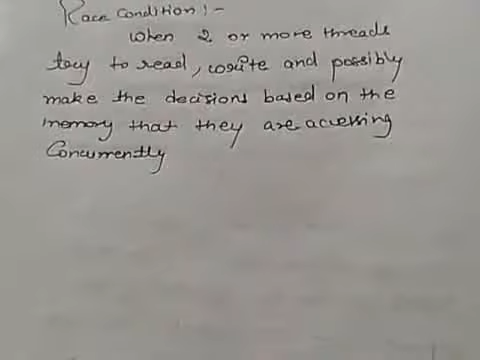 Race Condition :-
When 2 or more threads
try to read, write and possibly
make the decisions based on the
memory that they are accessing
Concurrently